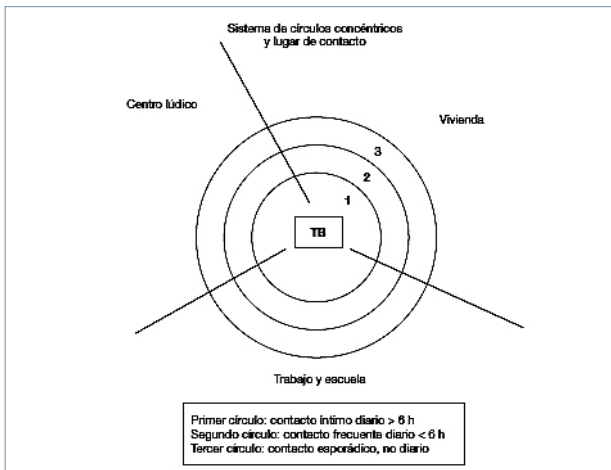 Sistema de círculos concéntricos
y lugar de contacto
Centro lúdico
Vivienda
3
2
1
TB
Trabajo y escuela
Primer círculo: contacto íntimo diario > 6 h
Segundo círculo: contacto frecuente diario < 6 h
Tercer círculo: contacto esporádico, no diario